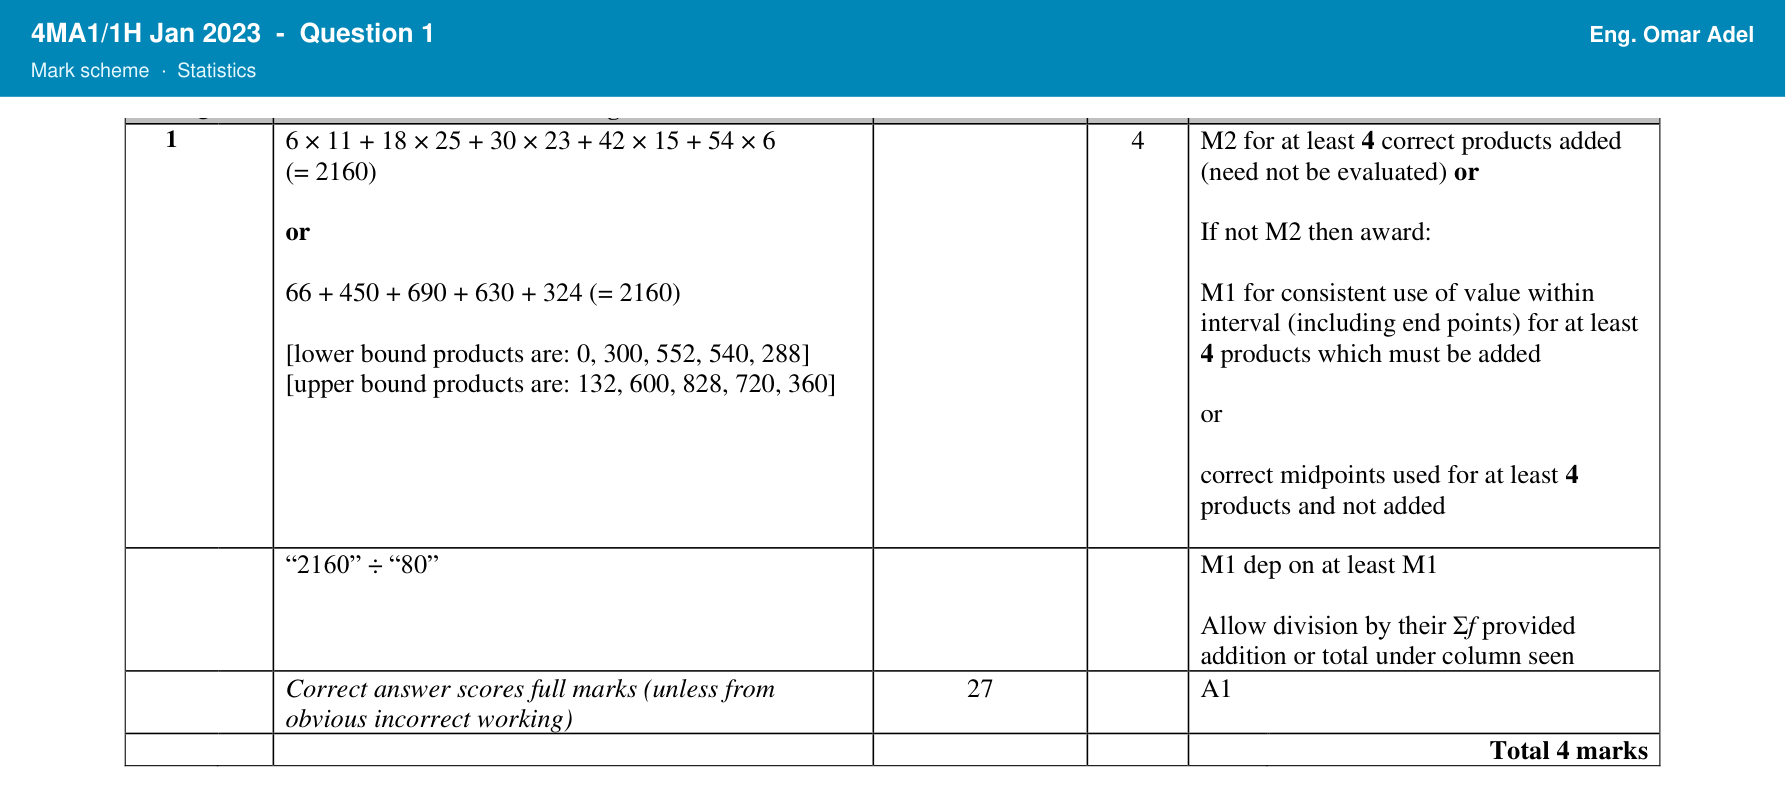 4MA1/1H Jan 2023 - Question 1
Eng. Omar Adel
Mark scheme · Statistics
1
6 × 11 + 18 × 25 + 30 × 23 + 42 × 15 + 54 × 6
(= 2160)
or
66 + 450 + 690 + 630 + 324 (= 2160)
[lower bound products are: 0, 300, 552, 540, 288]
[upper bound products are: 132, 600, 828, 720, 360]
4
M2 for at least 4 correct products added
(need not be evaluated) or
If not M2 then award:
M1 for consistent use of value within
interval (including end points) for at least
4 products which must be added
or
correct midpoints used for at least 4
products and not added
“2160” ÷ “80”
M1 dep on at least M1
Allow division by their Σf provided
addition or total under column seen
Correct answer scores full marks (unless from
obvious incorrect working)
27
A1
Total 4 marks